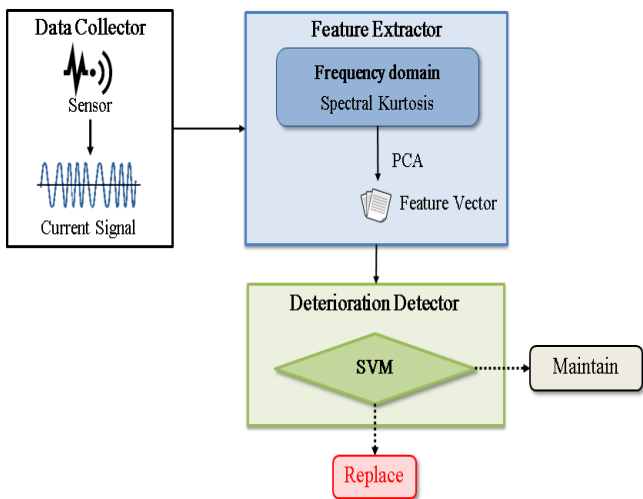 Data Collector
Sensor
Current Signal
Feature Extractor
Frequency domain
Spectral Kurtosis
PCA
Feature Vector
Deterioration Detector
SVM
Maintain
Replace